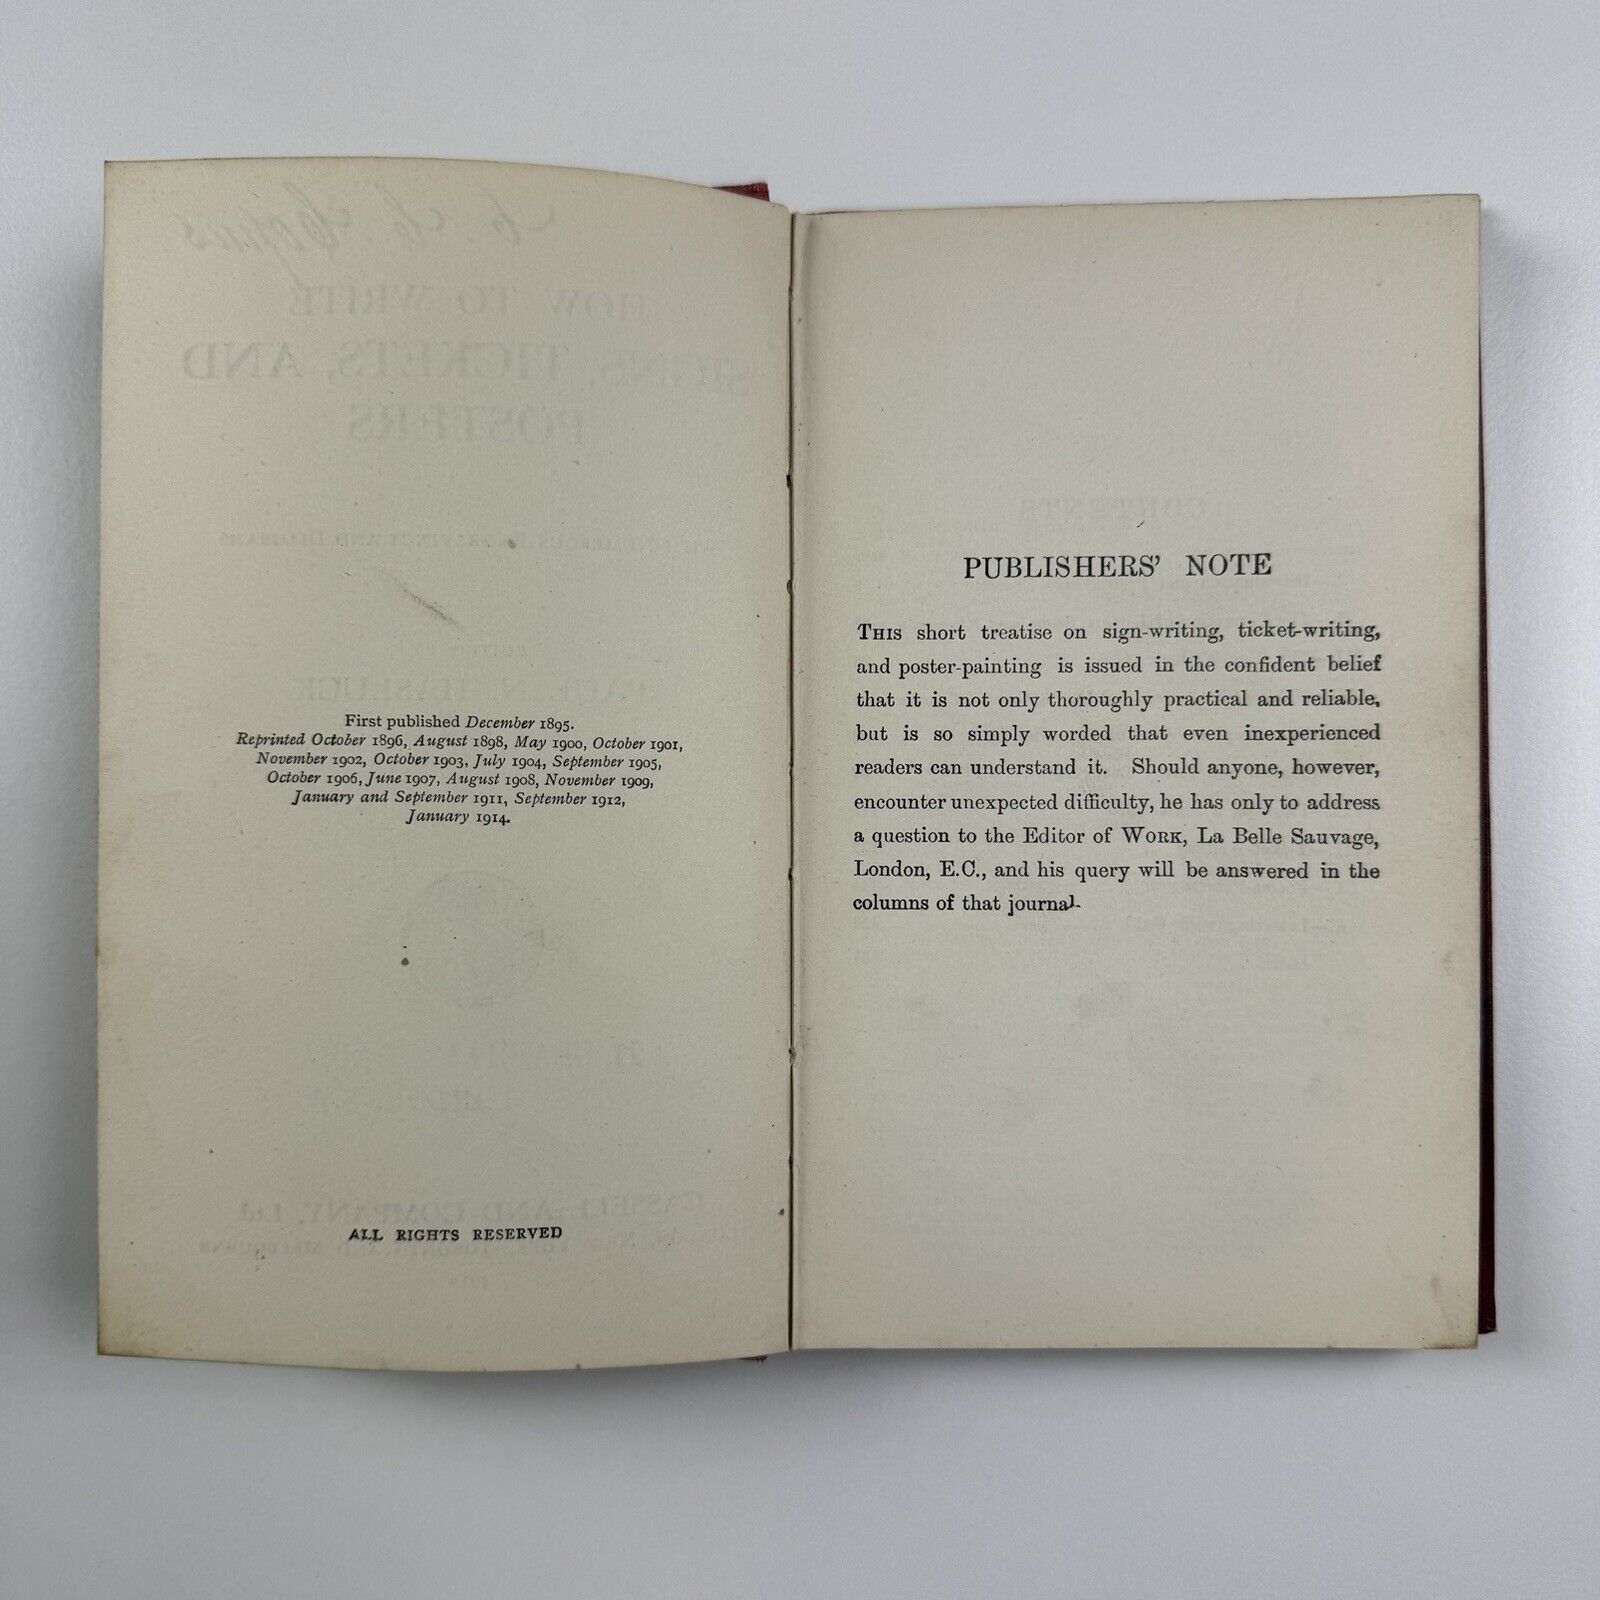 First published December 1895.
Reprinted October 1896, August 1898, May 1900, October 1901,
November 1902, October 1903, July 1904, September 1905,
October 1906, June 1907, August 1908, November 1909,
January and September 1911, September 1912,
January 1914.
ALL RIGHTS RESERVED
PUBLISHERS' NOTE
THIS short treatise on sign-writing, ticket-writing,
and poster-painting is issued in the confident belief
that it is not only thoroughly practical and reliable,
but is so simply worded that even inexperienced
readers can understand it. Should anyone, however,
encounter unexpected difficulty, he has only to address
a question to the Editor of WORK, La Belle Sauvage,
London, E.C., and his query will be answered in the
columns of that journal.